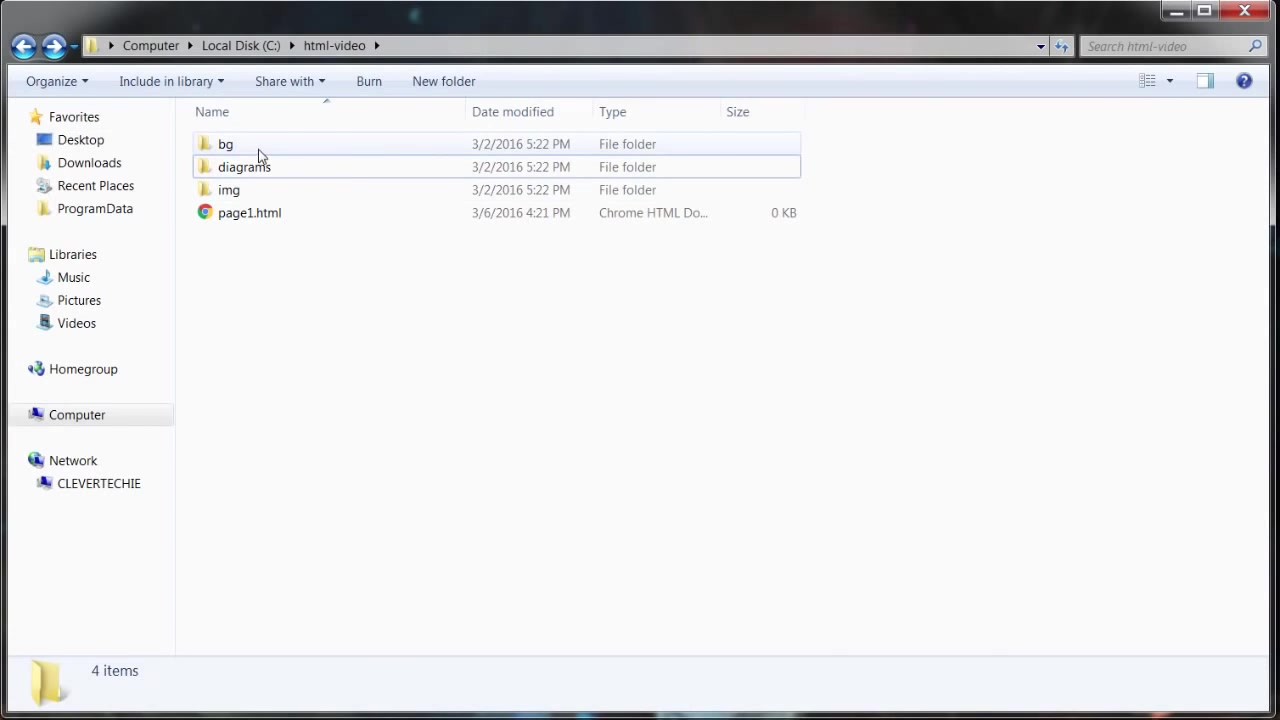 Computer Local Disk (C:) html-video
Search html-video
Organize Include in library Share with Burn New folder
Name Date modified Type Size
Favorites
Desktop
Downloads
Recent Places
ProgramData
Libraries
Music
Pictures
Videos
Homegroup
Computer
Network
CLEVERTECHIE
bg 3/2/2016 5:22 PM File folder
diagrams 3/2/2016 5:22 PM File folder
img 3/2/2016 5:22 PM File folder
page1.html 3/6/2016 4:21 PM Chrome HTML Do... 0 KB
4 items